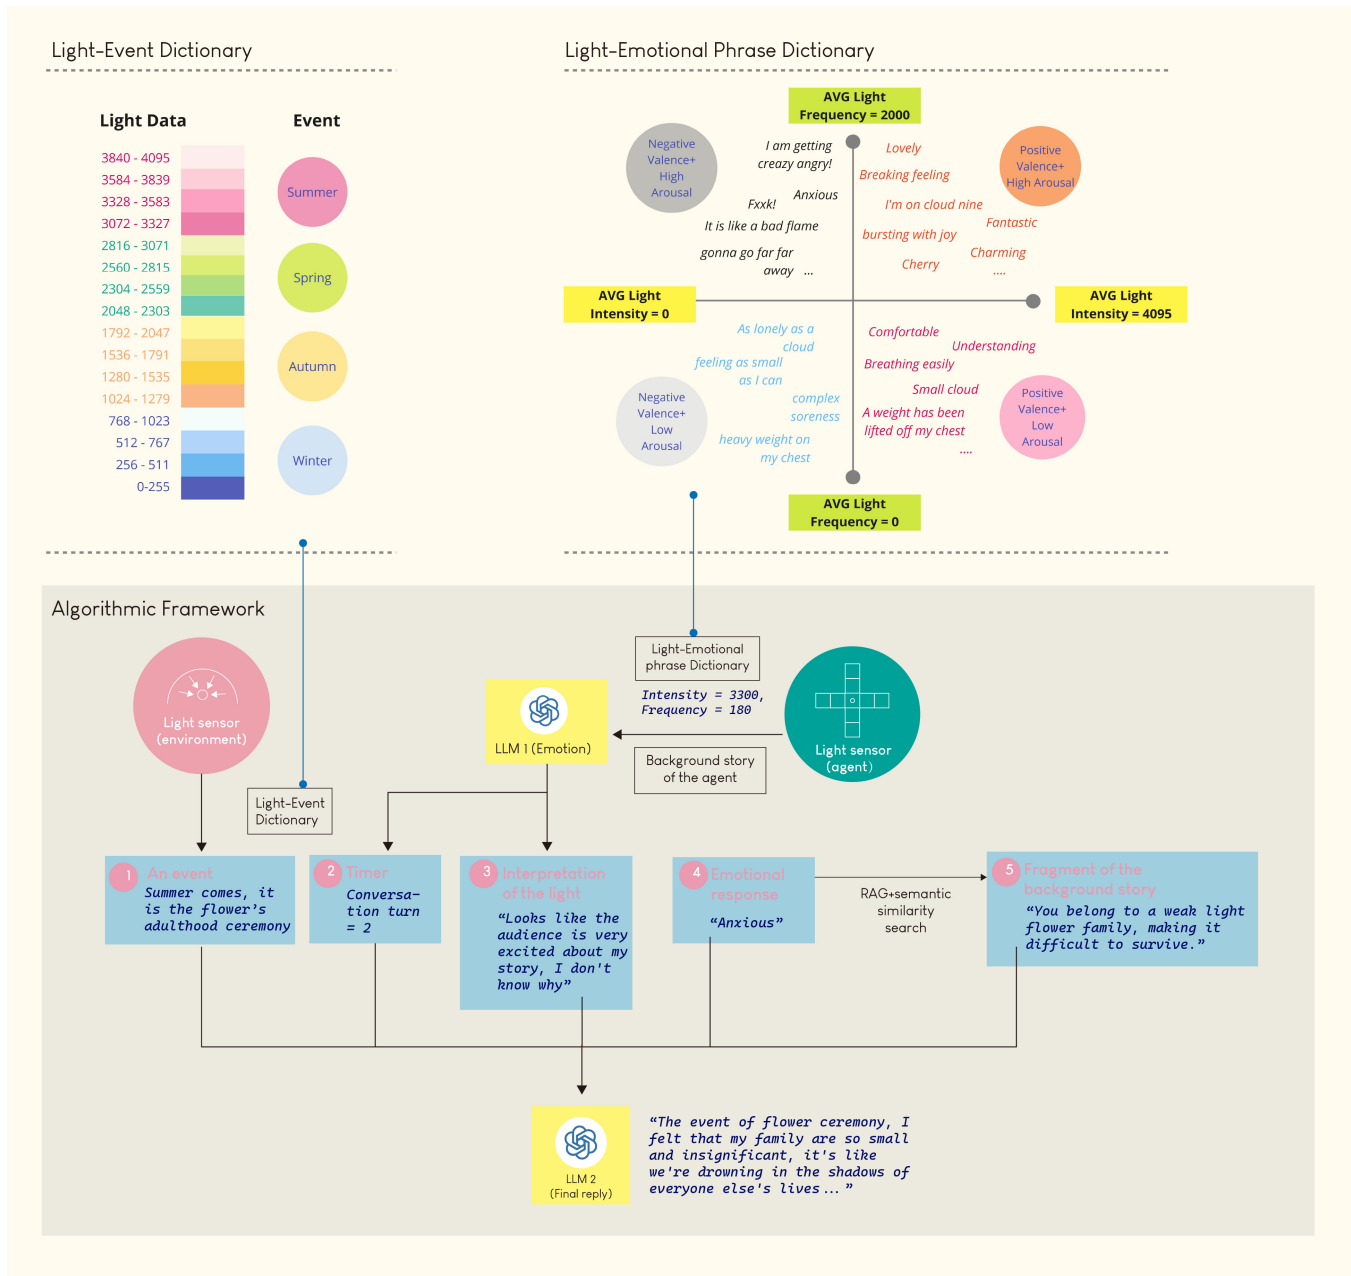 Light-Event Dictionary
Light Data
Event
3840 - 4095
3584 - 3839
3328 - 3583
3072 - 3327
2816 - 3071
2560 - 2815
2304 - 2559
2048 - 2303
1792 - 2047
1536 - 1791
1280 - 1535
1024 - 1279
768 - 1023
512 - 767
256 - 511
0-255
Summer
Spring
Autumn
Winter
Light-Emotional Phrase Dictionary
AVG Light
Frequency = 2000
Negative
Valence+
High
Arousal
I am getting
creazy angry!
Anxious
Fxxk!
It is like a bad flame
gonna go far far
away ...
Lovely
Breaking feeling
I'm on cloud nine
Fantastic
bursting with joy
Charming
Cherry
....
Positive
Valence+
High Arousal
AVG Light
Intensity = 0
AVG Light
Intensity = 4095
As lonely as a
cloud
feeling as small
as I can
complex
soreness
heavy weight on
my chest
Negative
Valence+
Low
Arousal
Comfortable
Understanding
Breathing easily
Small cloud
A weight has been
lifted off my chest
....
Positive
Valence+
Low
Arousal
AVG Light
Frequency = 0
Algorithmic Framework
Light sensor
(environment)
Light-Event
Dictionary
LLM 1 (Emotion)
Light-Emotional
phrase Dictionary
Intensity = 3300,
Frequency = 180
Background story
of the agent
Light sensor
(agent)
1 An event
Summer comes, it
is the flower's
adulthood ceremony
2 Timer
Conversa-
tion turn
= 2
3 Interpretation
of the light
“Looks like the
audience is very
excited about my
story, I don't
know why”
4 Emotional
response
“Anxious”
RAG+semantic
similarity
search
5 Fragment of the
background story
“You belong to a weak light
flower family, making it
difficult to survive.”
LLM 2
(Final reply)
“The event of flower ceremony, I
felt that my family are so small
and insignificant, it's like
we're drowning in the shadows of
everyone else's lives...”